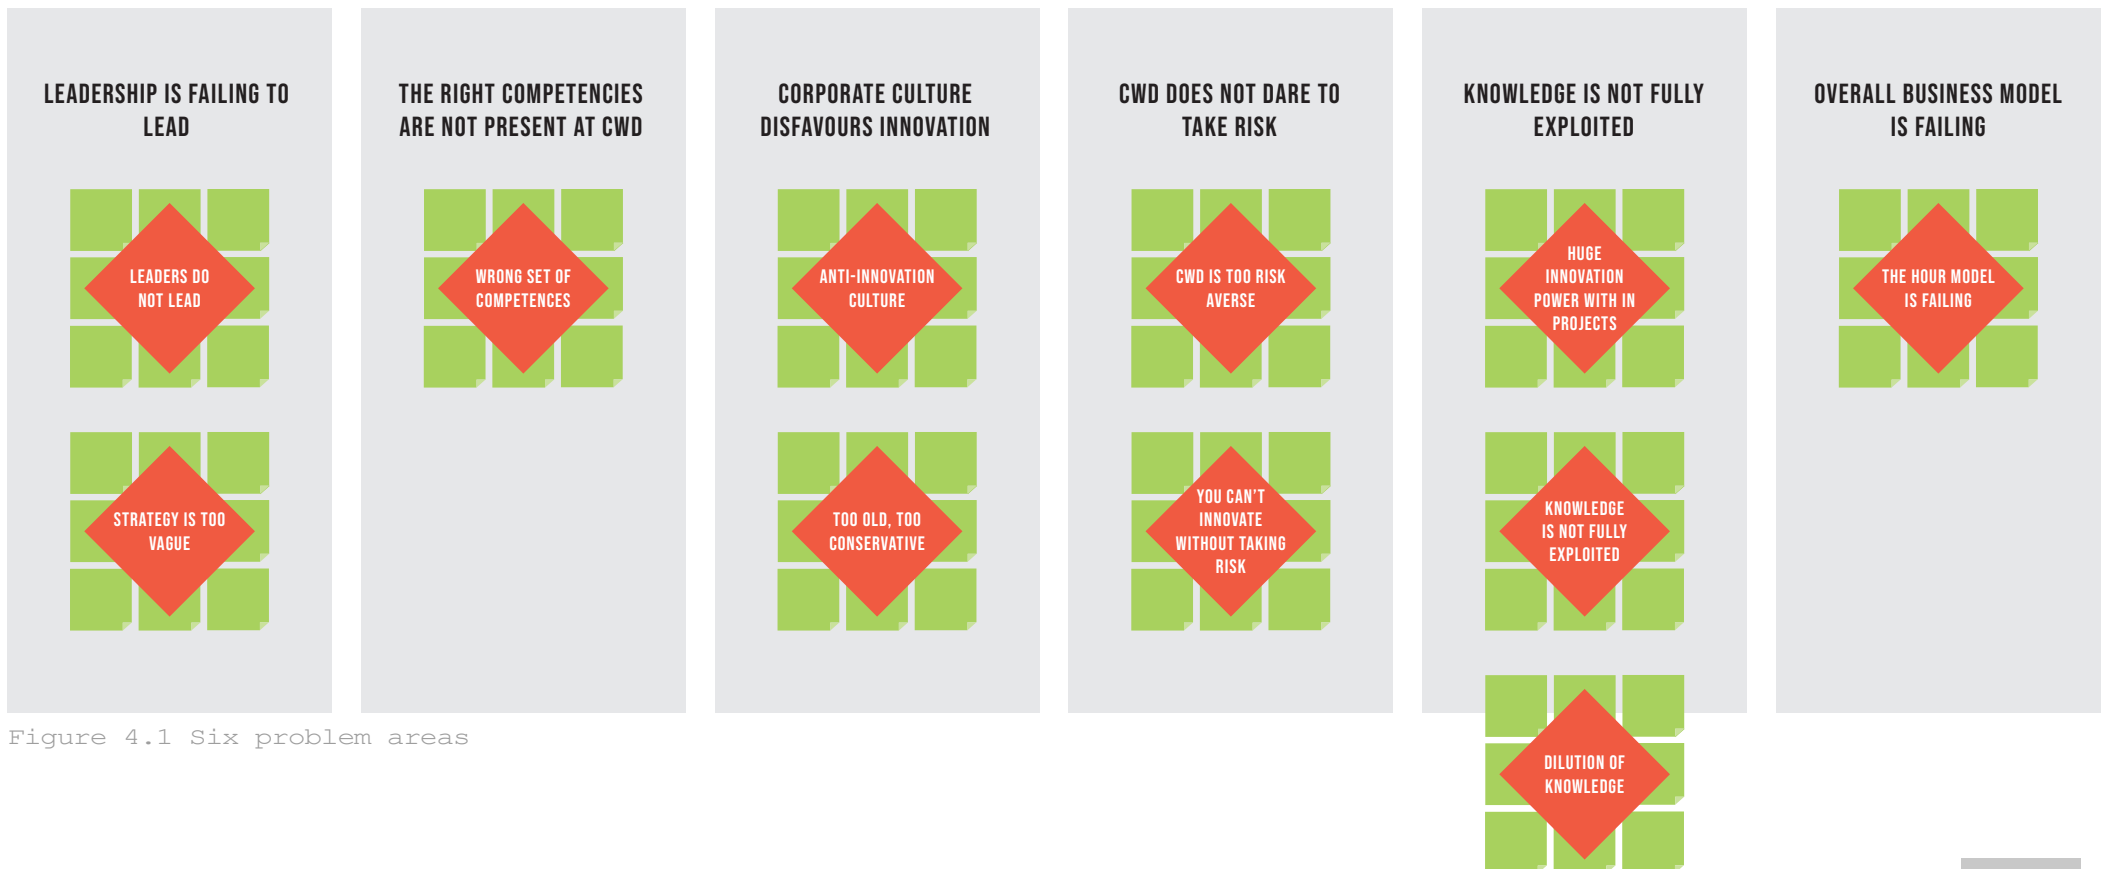 LEADERSHIP IS FAILING TO
LEAD
LEADERS DO
NOT LEAD
STRATEGY IS TOO
VAGUE
THE RIGHT COMPETENCIES
ARE NOT PRESENT AT CWD
WRONG SET OF
COMPETENCES
CORPORATE CULTURE
DISFAVOURS INNOVATION
ANTI-INNOVATION
CULTURE
TOO OLD, TOO
CONSERVATIVE
CWD DOES NOT DARE TO
TAKE RISK
CWD IS TOO RISK
AVERSE
YOU CAN'T
INNOVATE
WITHOUT TAKING
RISK
KNOWLEDGE IS NOT FULLY
EXPLOITED
HUGE
INNOVATION
POWER WITH IN
PROJECTS
KNOWLEDGE
IS NOT FULLY
EXPLOITED
DILUTION OF
KNOWLEDGE
OVERALL BUSINESS MODEL
IS FAILING
THE HOUR MODEL
IS FAILING
Figure 4.1 Six problem areas